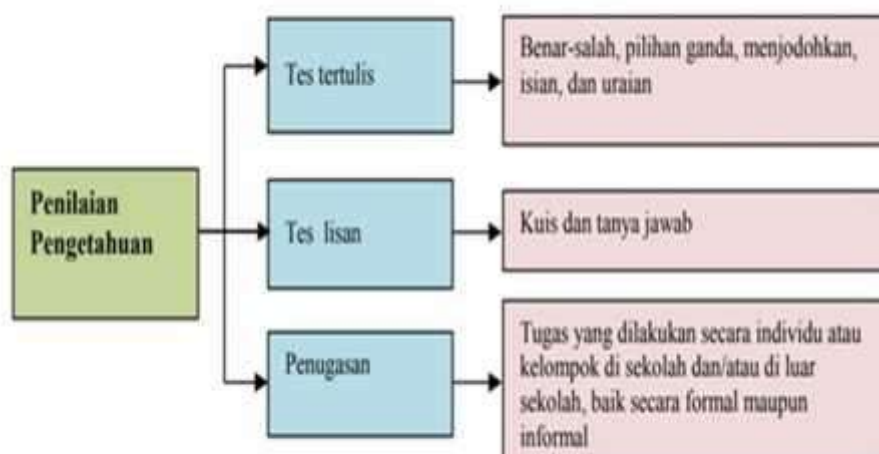 Penilaian
Pengetahuan
Tes tertulis
Benar-salah, pilihan ganda, menjodohkan,
isian, dan uraian
Tes lisan
Kuis dan tanya jawab
Penugasan
Tugas yang dilakukan secara individu atau
kelompok di sekolah dan/atau di luar
sekolah, baik secara formal maupun
informal